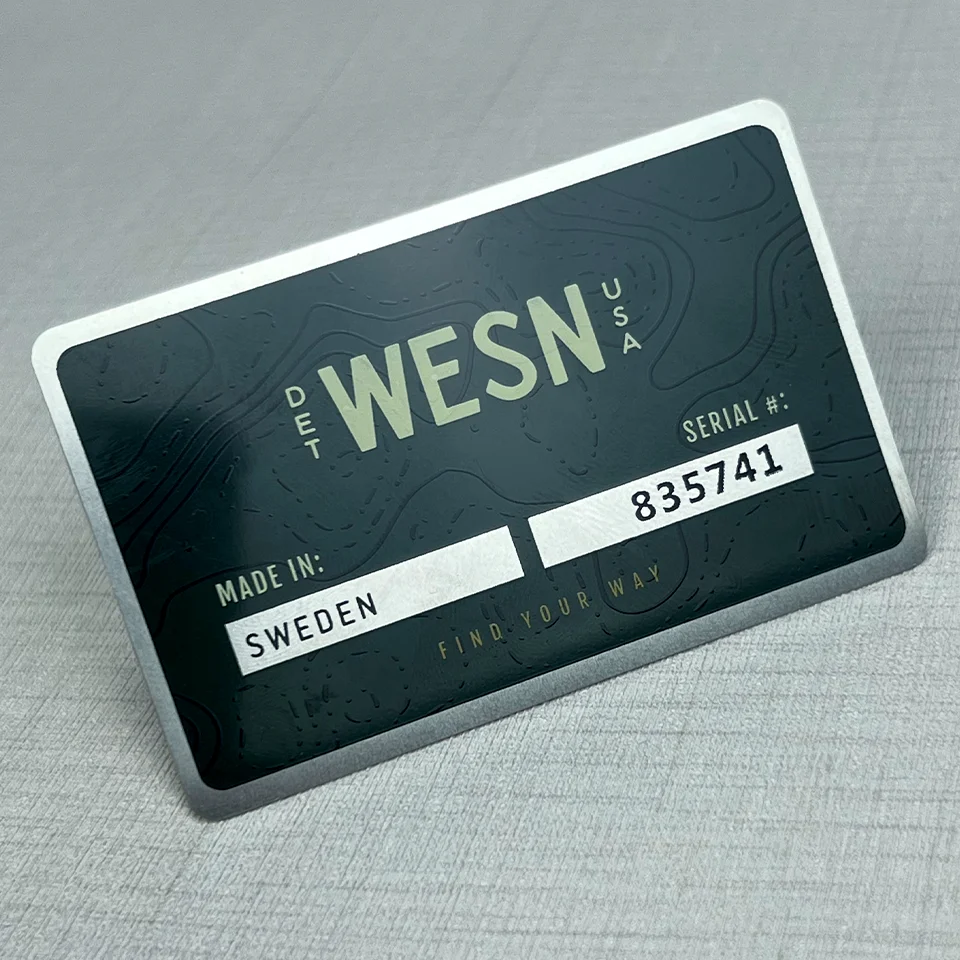 DET WESN USA
SERIAL #:
835741
MADE IN:
SWEDEN
FIND YOUR WAY